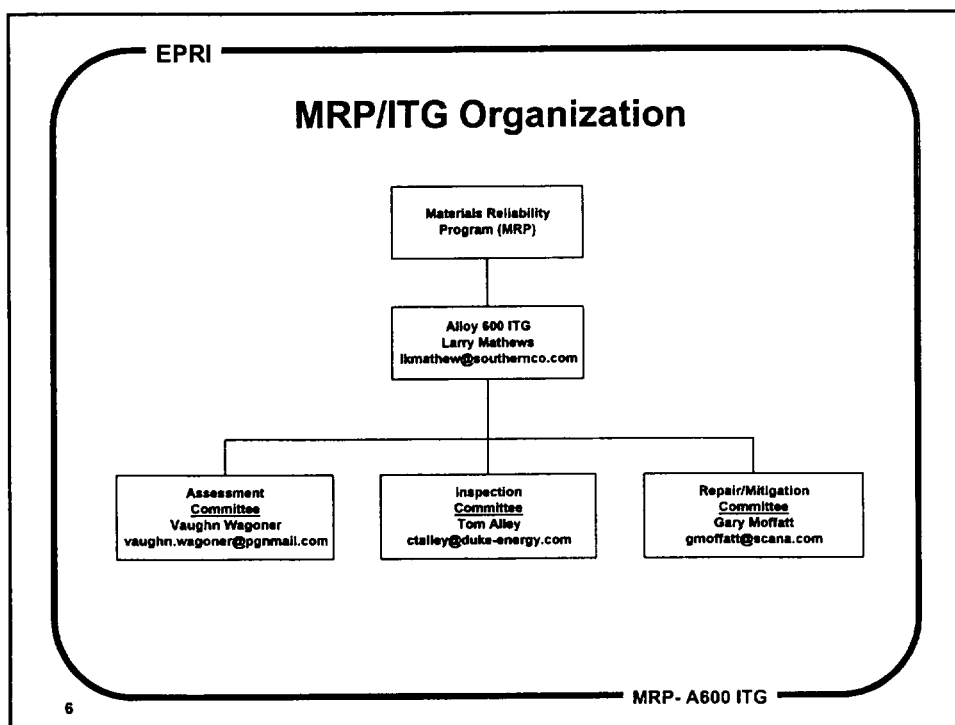 EPRI
MRP/ITG Organization
Materials Reliability
Program (MRP)
Alloy 600 ITG
Larry Mathews
lkmathew@southernco.com
Assessment
Committee
Vaughn Wagoner
vaughn.wagoner@pgnmail.com
Inspection
Committee
Tom Alley
ctalley@duke-energy.com
Repair/Mitigation
Committee
Gary Moffatt
gmoffatt@scana.com
MRP- A600 ITG
6